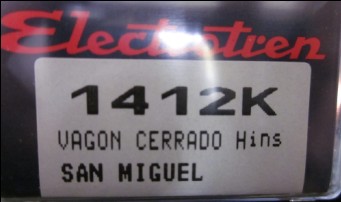 Electrotren
1412K
VAGON CERRADO Hins
SAN MIGUEL